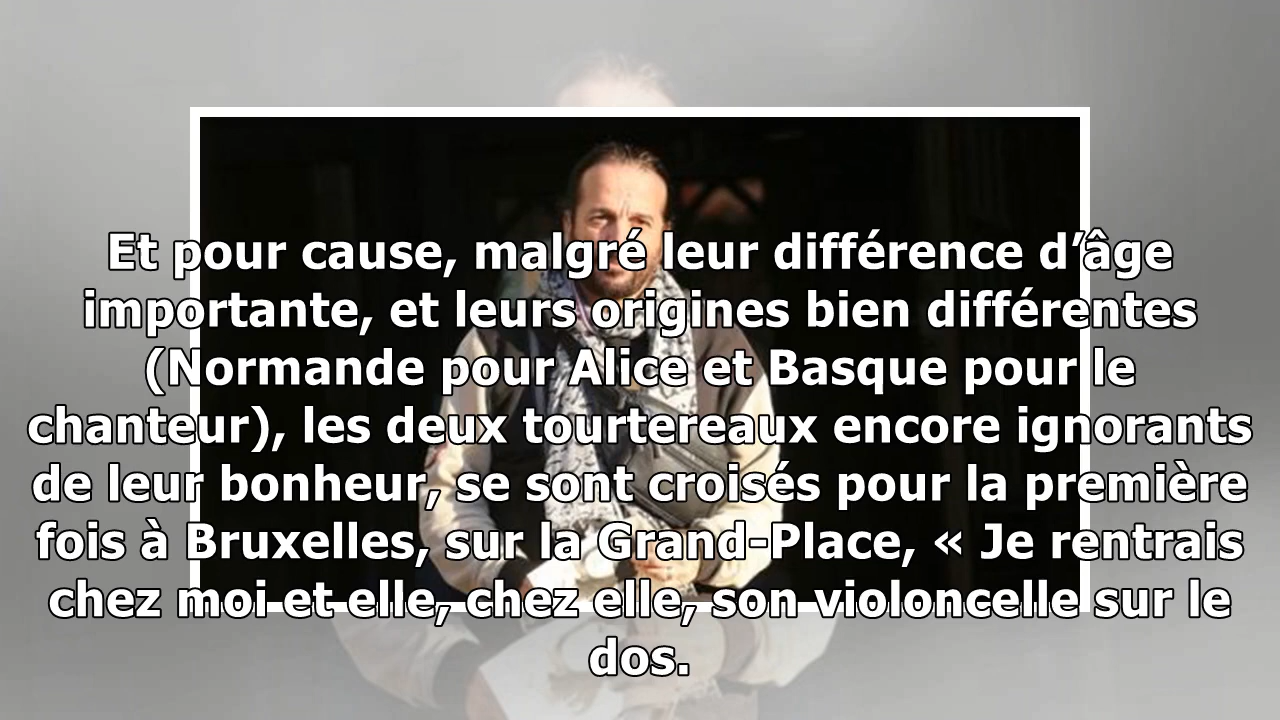 Et pour cause, malgré leur différence d’âge
importante, et leurs origines bien différentes
(Normande pour Alice et Basque pour le
chanteur), les deux tourtereaux encore ignorants
de leur bonheur, se sont croisés pour la première
fois à Bruxelles, sur la Grand-Place, « Je rentrais
chez moi et elle, chez elle, son violoncelle sur le
dos.